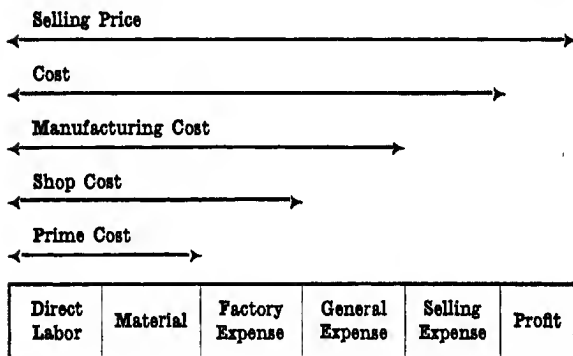 Selling Price
Cost
Manufacturing Cost
Shop Cost
Prime Cost
Direct Labor
Material
Factory Expense
General Expense
Selling Expense
Profit